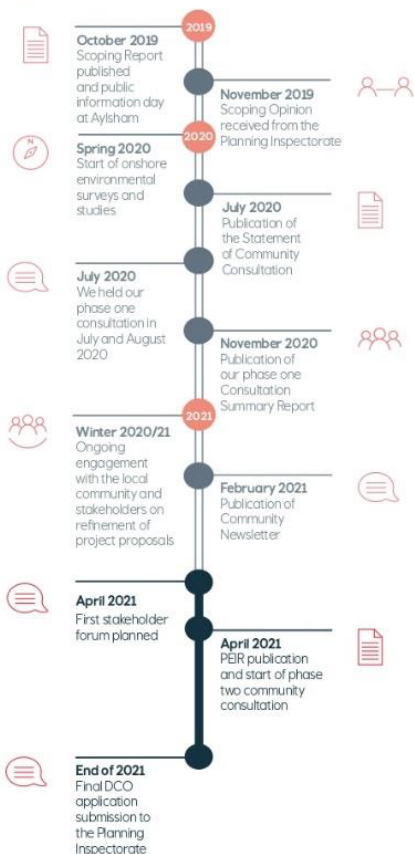 2019
October 2019
Scoping Report
published
and public
information day
at Aylsham
November 2019
Scoping Opinion
received from the
Planning Inspectorate
2020
N
Spring 2020
Start of onshore
environmental
surveys and
studies
July 2020
Publication of
the Statement
of Community
Consultation
July 2020
We held our
phase one
consultation in
July and August
2020
November 2020
Publication of
our phase one
Consultation
Summary Report
2021
Winter 2020/21
Ongoing
engagement
with the local
community and
stakeholders on
refinement of
project proposals
February 2021
Publication of
Community
Newsletter
April 2021
First stakeholder
forum planned
April 2021
PEIR publication
and start of phase
two community
consultation
End of 2021
Final DCO
application
submission to
the Planning
Inspectorate